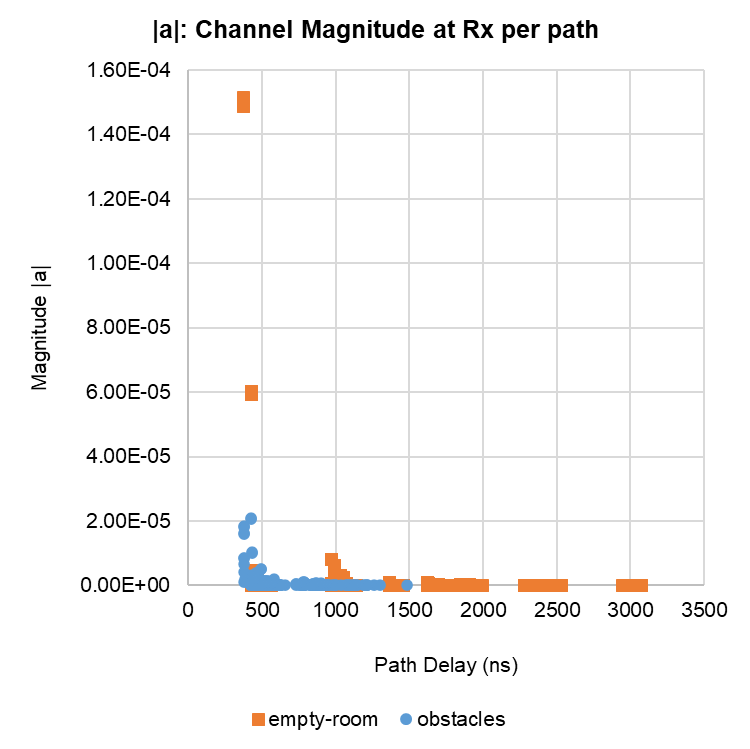 |a|: Channel Magnitude at Rx per path
1.60E-04
1.40E-04
1.20E-04
1.00E-04
8.00E-05
6.00E-05
4.00E-05
2.00E-05
0.00E+00
Magnitude |a|
0 500 1000 1500 2000 2500 3000 3500
Path Delay (ns)
empty-room obstacles